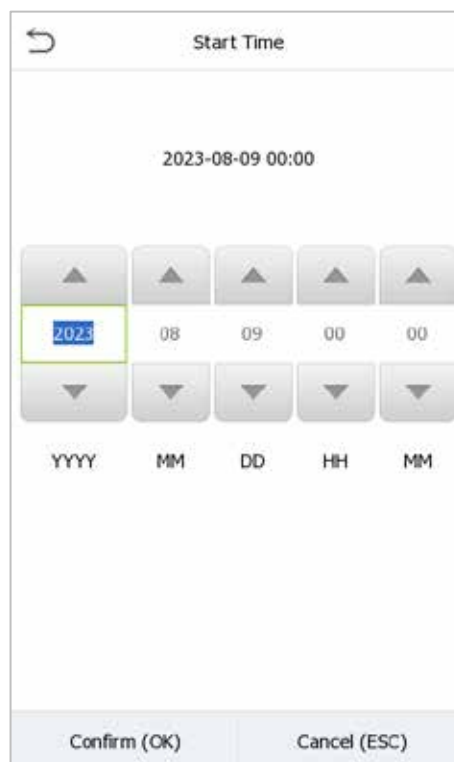 Start Time
2023-08-09 00:00
2023 08 09 00 00
YYYY MM DD HH MM
Confirm (OK) Cancel (ESC)